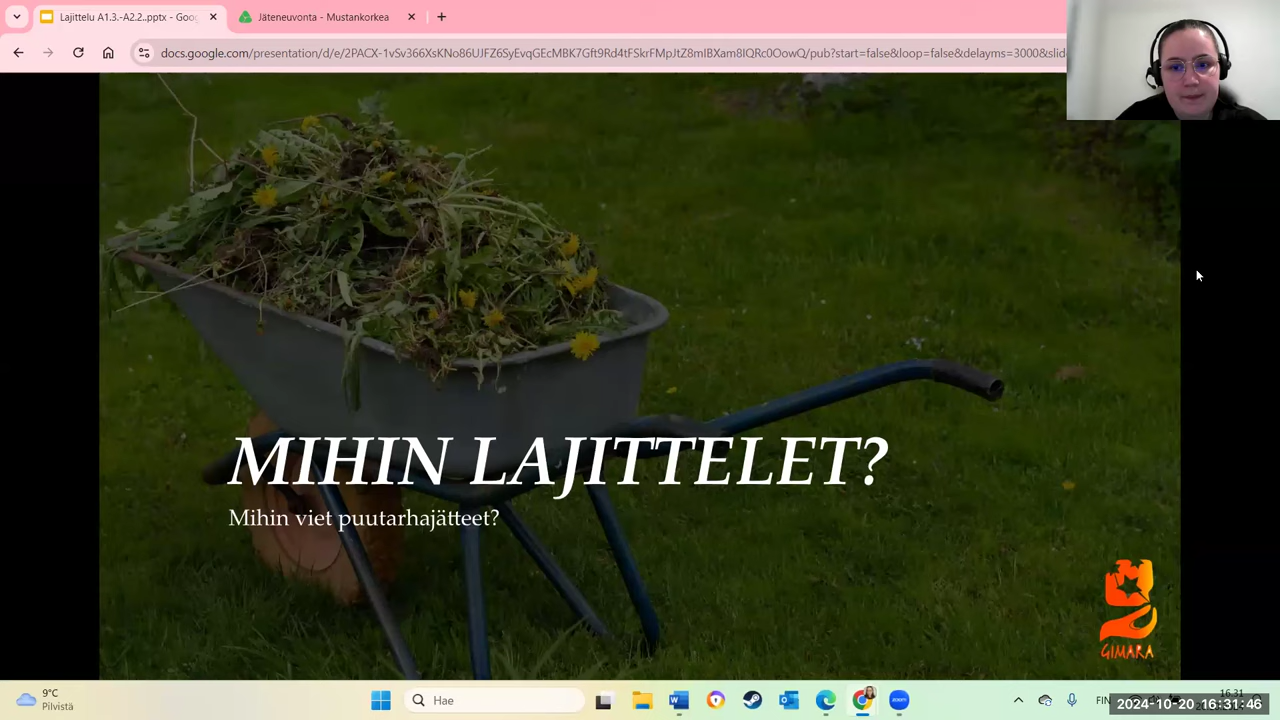 Lajittelu A1.3.-A2.2..pptx - Goo
Jäteneuvonta - Mustankorkea
docs.google.com/presentation/d/e/2PACX-1vSv366XsKNo86UJFZ6SyEvqGEcMBK7Gft9Rd4tFSkrFMpJtZ8mIBXam8IQRc0OowQ/pub?start=false&loop=false&delayms=3000&slid
MIHIN LAJITTELET?
Mihin viet puutarhajätteet?
GIMARA
9°C
Pilvistä
Hae
FIN
16.31
2024-10-20 16:31:46